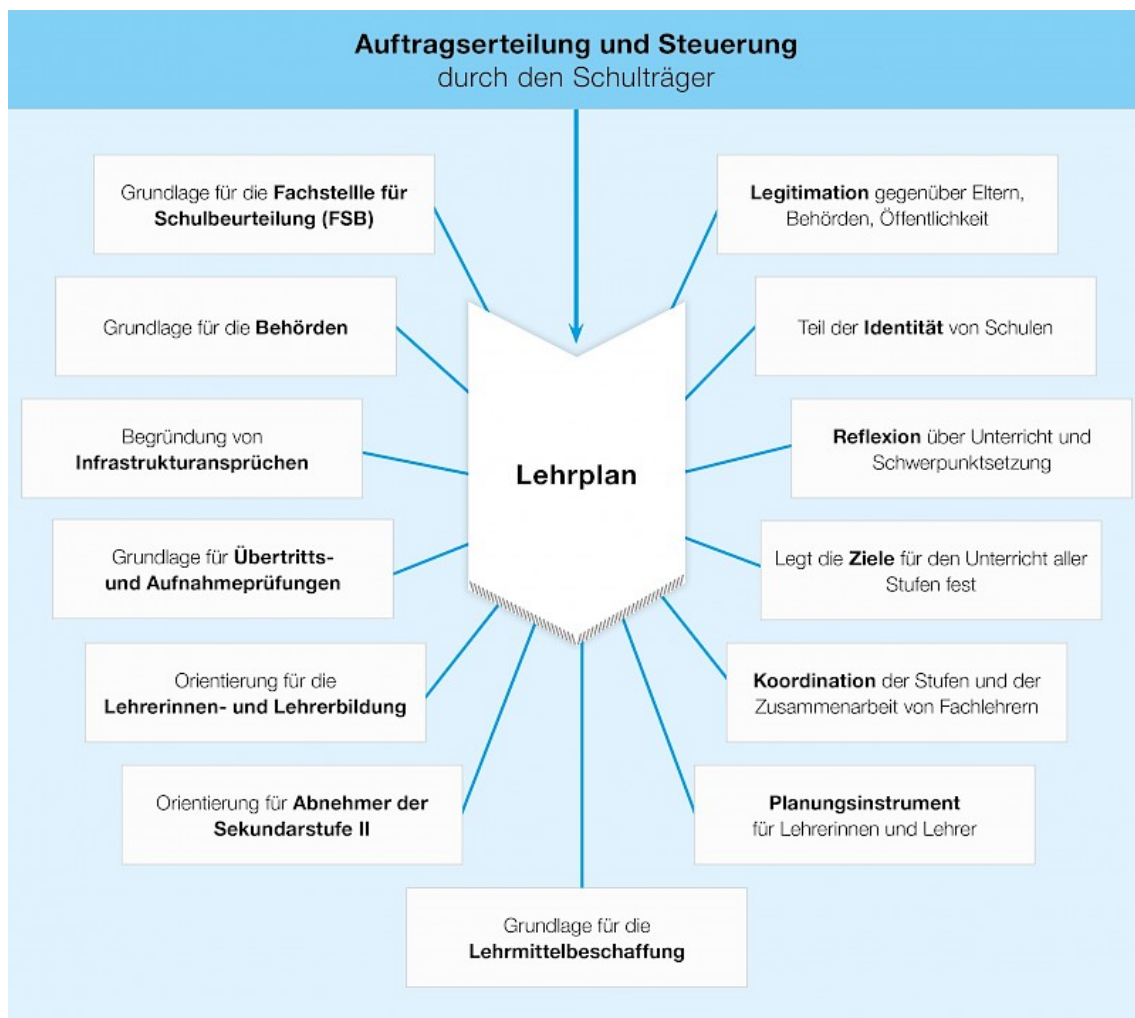 Auftragserteilung und Steuerung
durch den Schulträger
Grundlage für die Fachstellle für
Schulbeurteilung (FSB)
Legitimation gegenüber Eltern,
Behörden, Öffentlichkeit
Grundlage für die Behörden
Teil der Identität von Schulen
Begründung von
Infrastrukturansprüchen
Reflexion über Unterricht und
Schwerpunktsetzung
Lehrplan
Grundlage für Übertritts-
und Aufnahmeprüfungen
Legt die Ziele für den Unterricht aller
Stufen fest
Orientierung für die
Lehrerinnen- und Lehrerbildung
Koordination der Stufen und der
Zusammenarbeit von Fachlehrern
Orientierung für Abnehmer der
Sekundarstufe II
Planungsinstrument
für Lehrerinnen und Lehrer
Grundlage für die
Lehrmittelbeschaffung